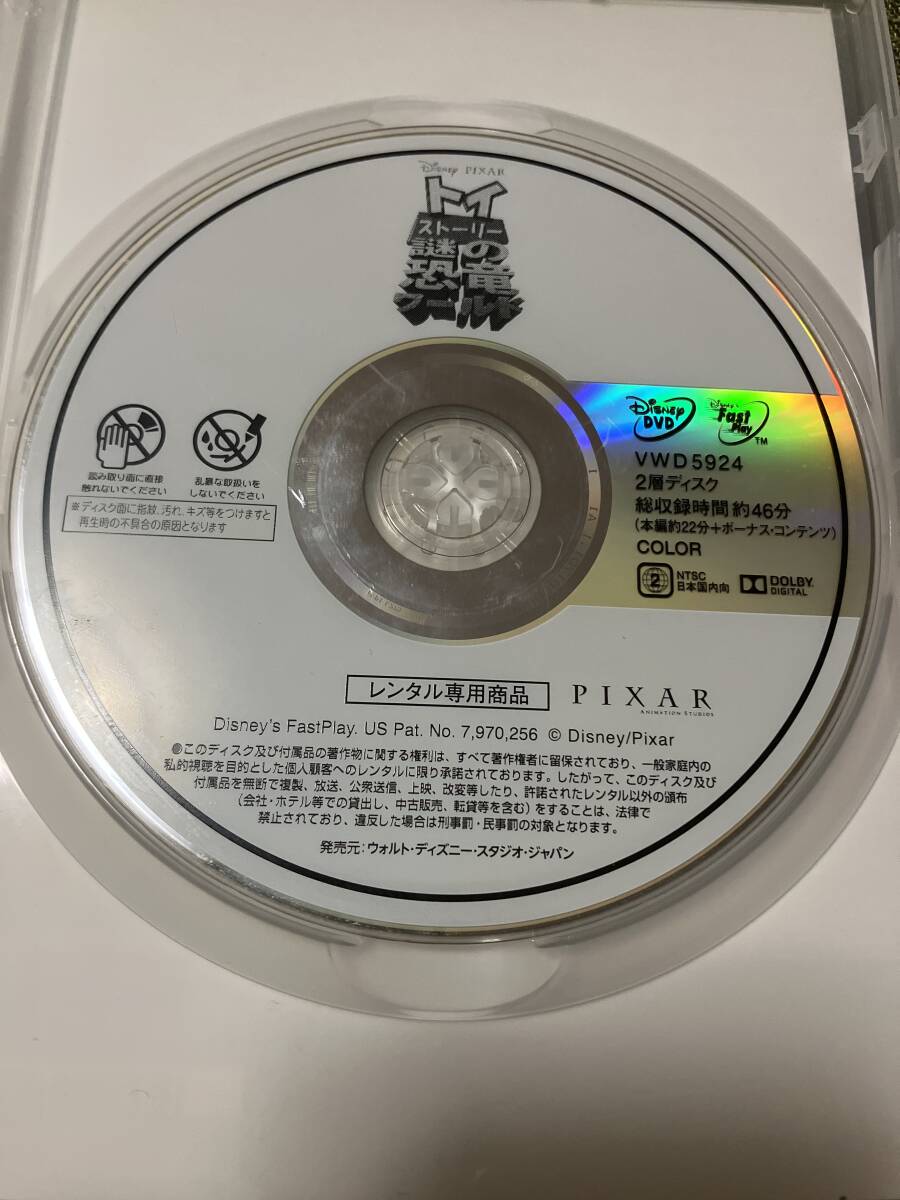 Disney PIXAR
トイ
ストーリー
謎の
恐竜
ワールド
Disney DVD
Disney's Fast Play TM
VWD5924
2層ディスク
総収録時間 約46分
(本編約22分+ボーナス・コンテンツ)
COLOR
2 NTSC 日本国内向 DOLBY DIGITAL
読み取り面に直接
触れないでください
乱暴な取扱いを
しないでください
※ディスク面に指紋、汚れ、キズ等をつけますと
再生時の不具合の原因となります
レンタル専用商品
PIXAR
ANIMATION STUDIOS
Disney's FastPlay. US Pat. No. 7,970,256 © Disney/Pixar
●このディスク及び付属品の著作物に関する権利は、すべて著作権者に留保されており、一般家庭内の
私的視聴を目的とした個人顧客へのレンタルに限り承諾されております。したがって、このディスク及び
付属品を無断で複製、放送、公衆送信、上映、改変等したり、許諾されたレンタル以外の頒布
(会社・ホテル等での貸出し、中古販売、転貸等を含む)をすることは、法律で
禁止されており、違反した場合は刑事罰・民事罰の対象となります。
発売元:ウォルト・ディズニー・スタジオ・ジャパン